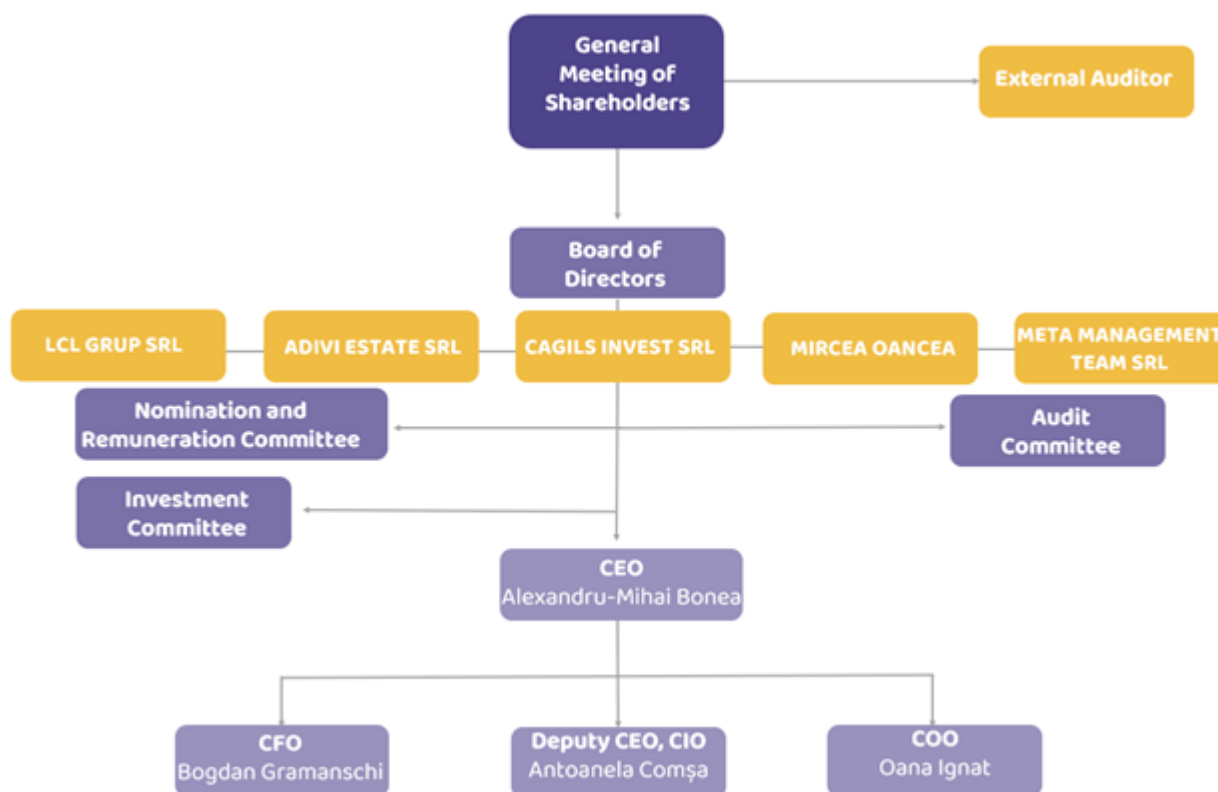 General
Meeting of
Shareholders
External Auditor
Board of
Directors
LCL GRUP SRL
ADIVI ESTATE SRL
CAGILS INVEST SRL
MIRCEA OANCEA
META MANAGEMENT
TEAM SRL
Nomination and
Remuneration Committee
Audit
Committee
Investment
Committee
CEO
Alexandru-Mihai Bonea
CFO
Bogdan Gramanschi
Deputy CEO, CIO
Antoanela Comșa
COO
Oana Ignat